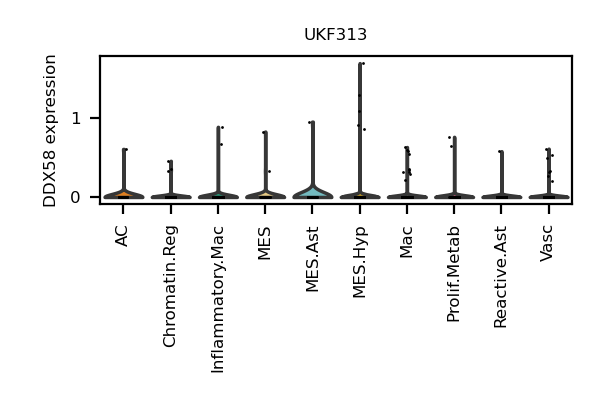 UKF313
DDX58 expression
1
0
AC
Chromatin.Reg
Inflammatory.Mac
MES
MES.Ast
MES.Hyp
Mac
Prolif.Metab
Reactive.Ast
Vasc